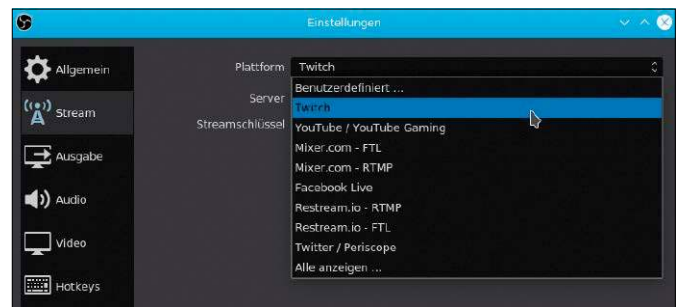 Einstellungen
Allgemein
Stream
Ausgabe
Audio
Video
Hotkeys
Plattform Twitch
Server
Streamschlüssel
Benutzerdefiniert ...
Twitch
YouTube / YouTube Gaming
Mixer.com - FTL
Mixer.com - RTMP
Facebook Live
Restream.io - RTMP
Restream.io - FTL
Twitter / Periscope
Alle anzeigen ...